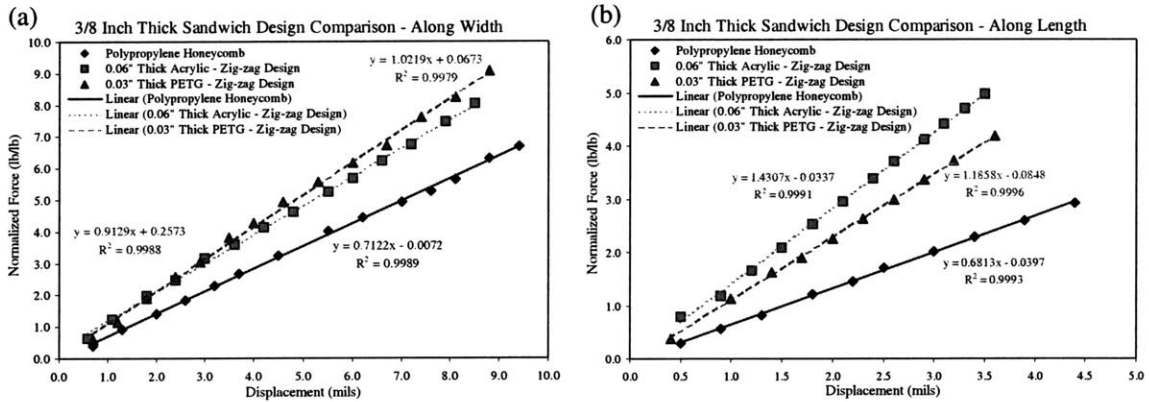 (a)
3/8 Inch Thick Sandwich Design Comparison - Along Width
10.0
9.0
8.0
7.0
6.0
5.0
4.0
3.0
2.0
1.0
0.0
Normalized Force (lb/lb)
Polypropylene Honeycomb
0.06" Thick Acrylic - Zig-zag Design
0.03" Thick PETG - Zig-zag Design
Linear (Polypropylene Honeycomb)
Linear (0.06" Thick Acrylic - Zig-zag Design)
Linear (0.03" Thick PETG - Zig-zag Design)
y = 1.0219x + 0.0673
R² = 0.9979
y = 0.9129x + 0.2573
R² = 0.9988
y = 0.7122x - 0.0072
R² = 0.9989
0.0 1.0 2.0 3.0 4.0 5.0 6.0 7.0 8.0 9.0 10.0
Displacement (mils)
(b)
3/8 Inch Thick Sandwich Design Comparison - Along Length
6.0
5.0
4.0
3.0
2.0
1.0
0.0
Normalized Force (lb/lb)
Polypropylene Honeycomb
0.06" Thick Acrylic - Zig-zag Design
0.03" Thick PETG - Zig-zag Design
Linear (Polypropylene Honeycomb)
Linear (0.06" Thick Acrylic - Zig-zag Design)
Linear (0.03" Thick PETG - Zig-zag Design)
y = 1.4307x - 0.0337
R² = 0.9991
y = 1.1858x - 0.0848
R² = 0.9996
y = 0.6813x - 0.0397
R² = 0.9993
0.0 0.5 1.0 1.5 2.0 2.5 3.0 3.5 4.0 4.5 5.0
Displacement (mils)